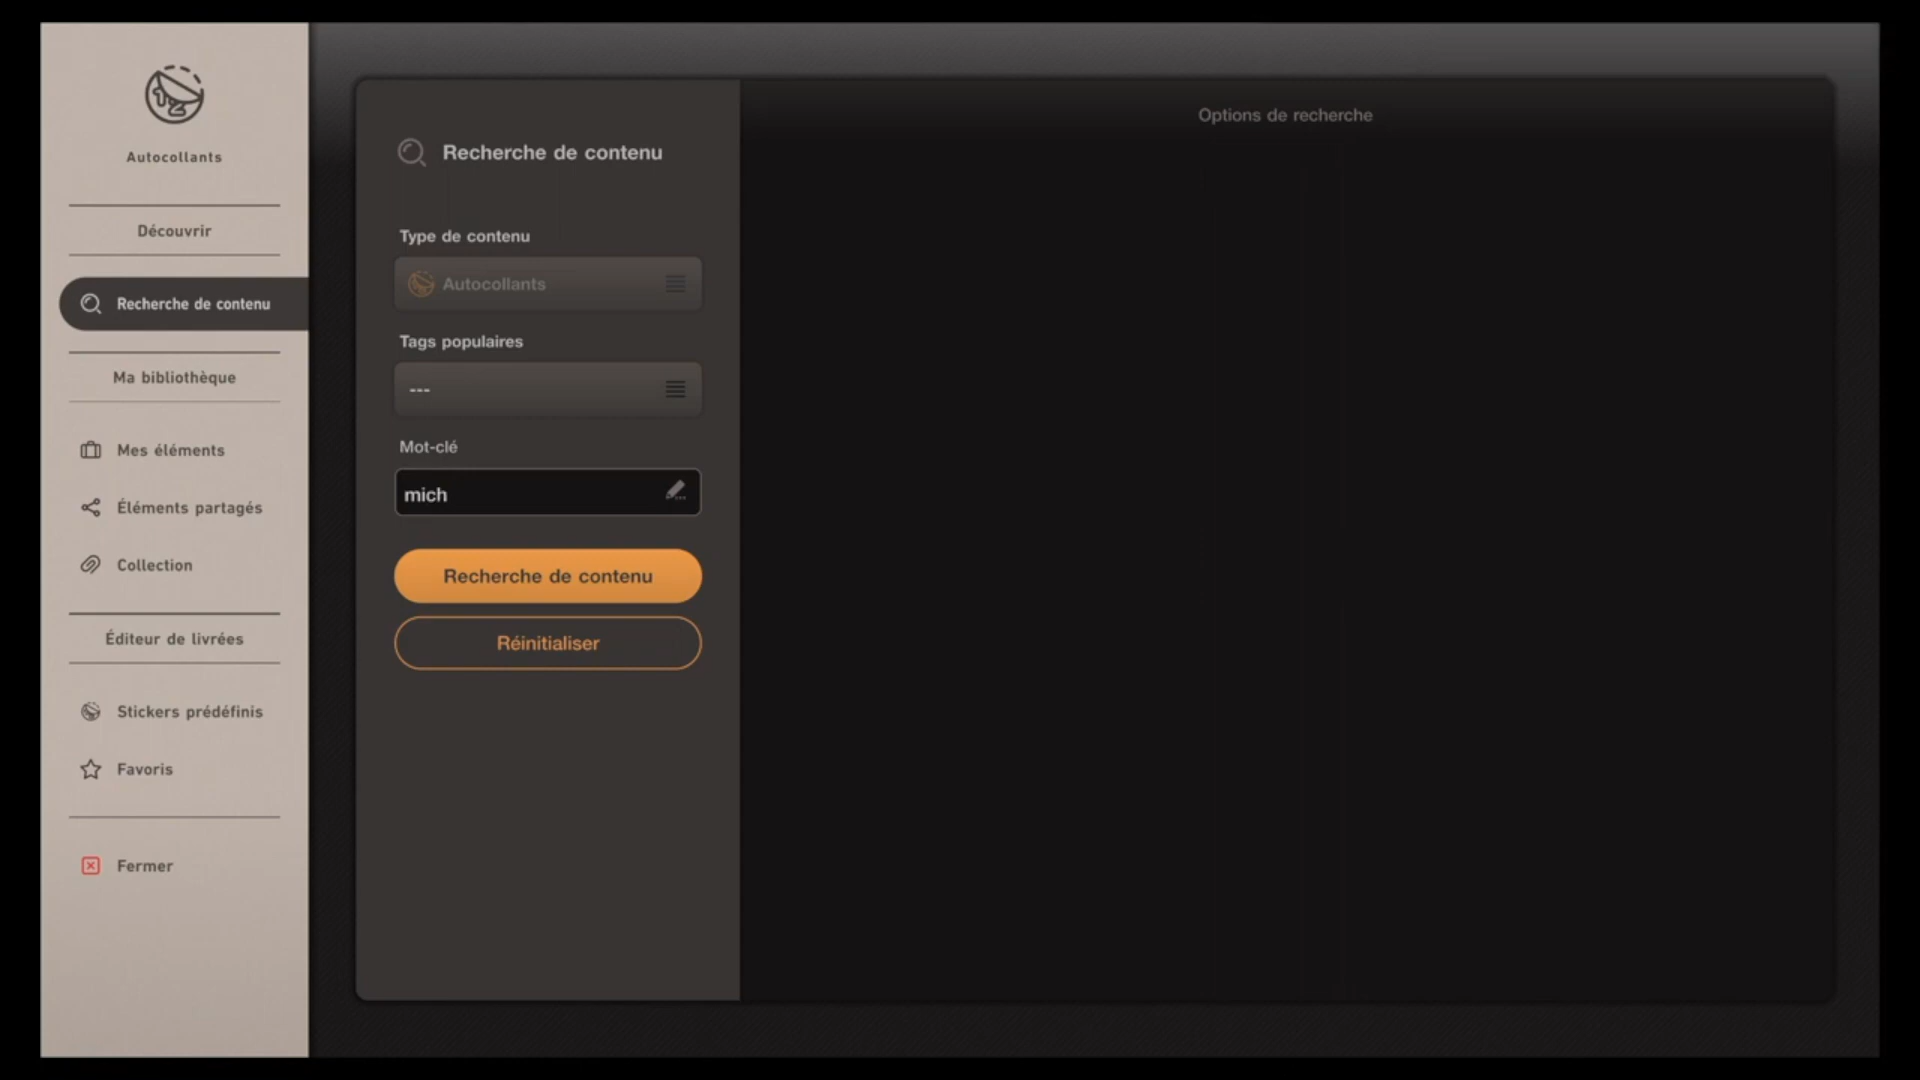 Autocollants
Découvrir
Recherche de contenu
Ma bibliothèque
Mes éléments
Éléments partagés
Collection
Éditeur de livrées
Stickers prédéfinis
Favoris
Fermer
Recherche de contenu
Type de contenu
Autocollants
Tags populaires
---
Mot-clé
mich
Recherche de contenu
Réinitialiser
Options de recherche